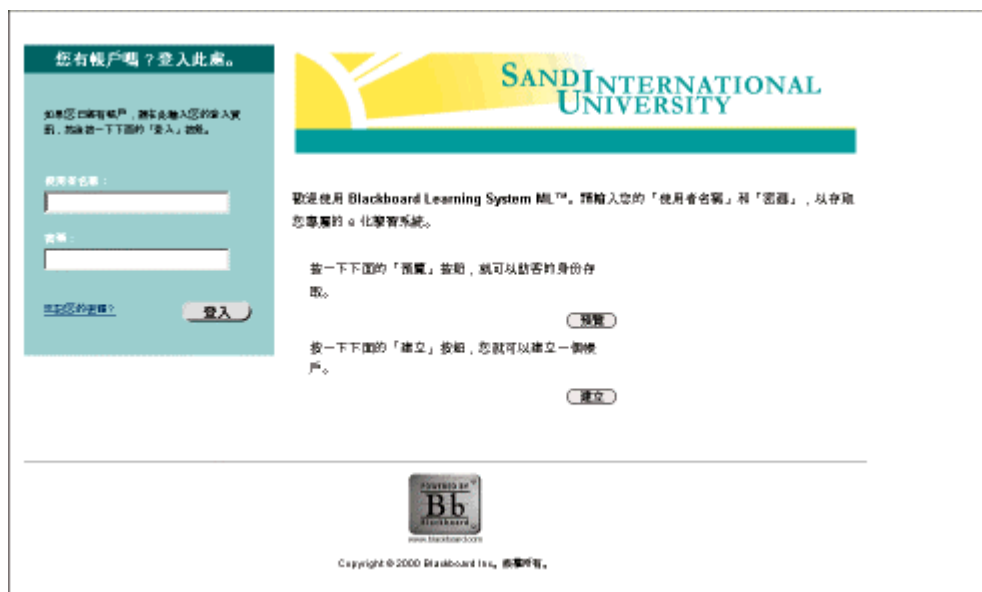 您有帳戶嗎？登入此處。
如果您已經有帳戶，請在此輸入您的登入資
訊，然後按一下下面的「登入」按鈕。
使用者名稱：
密碼：
忘記您的密碼?
登入
SAND INTERNATIONAL
UNIVERSITY
歡迎使用 Blackboard Learning System ML™。請輸入您的「使用者名稱」和「密碼」，以存取
您專屬的 e 化學習系統。
按一下下面的「預覽」按鈕，就可以訪客的身份存
取。
預覽
按一下下面的「建立」按鈕，您就可以建立一個帳
戶。
建立
POWERED BY
Bb
Blackboard
www.blackboard.com
Copyright © 2000 Blackboard Inc。版權所有。